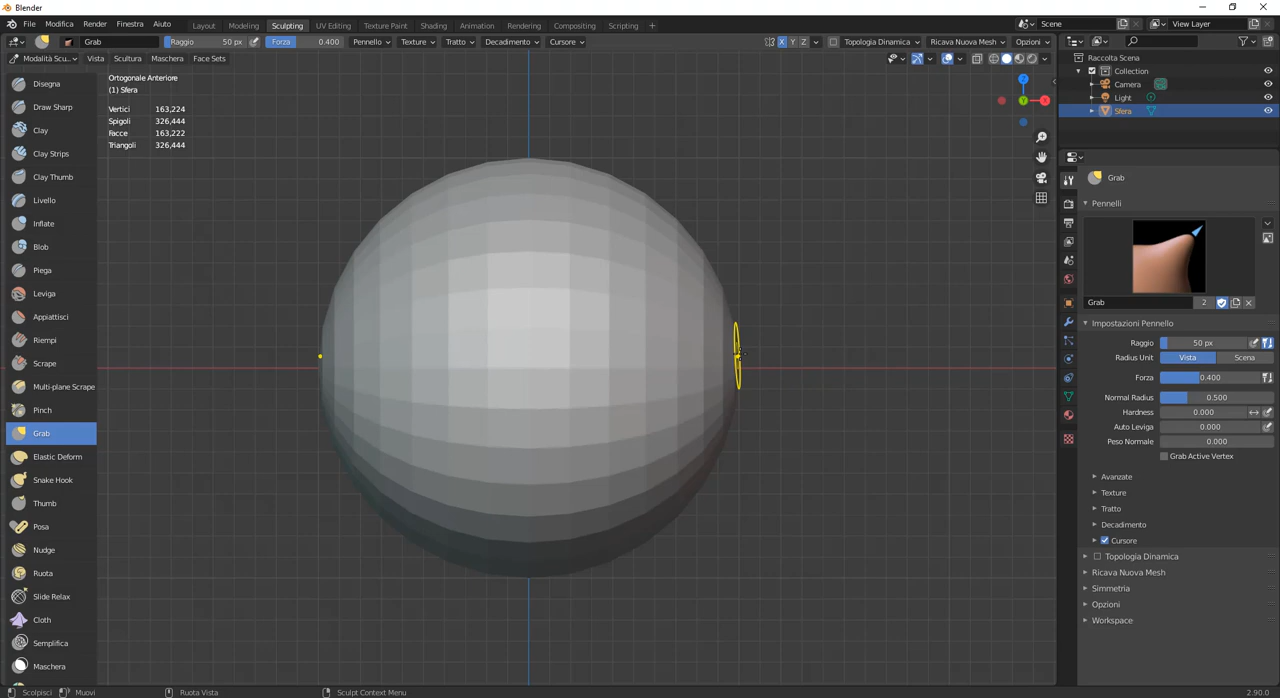 Blender
File Modifica Render Finestra Aiuto Layout Modeling Sculpting UV Editing Texture Paint Shading Animation Rendering Compositing Scripting + Scene View Layer
Grab Raggio 50 px Forza 0.400 Pennello Texture Tratto Decadimento Cursore X Y Z Topologia Dinamica Ricava Nuova Mesh Opzioni
Modalità Scu... Vista Scultura Maschera Face Sets
Ortogonale Anteriore
(1) Sfera
Vertici 163,224
Spigoli 326,444
Facce 163,222
Triangoli 326,444
Z
X
Y
Disegna
Draw Sharp
Clay
Clay Strips
Clay Thumb
Livello
Inflate
Blob
Piega
Leviga
Appiattisci
Riempi
Scrape
Multi-plane Scrape
Pinch
Grab
Elastic Deform
Snake Hook
Thumb
Posa
Nudge
Ruota
Slide Relax
Cloth
Semplifica
Maschera
Raccolta Scena
Collection
Camera
Light
Sfera
Grab
Pennelli
Grab 2
Impostazioni Pennello
Raggio 50 px
Radius Unit Vista Scena
Forza 0.400
Normal Radius 0.500
Hardness 0.000
Auto Leviga 0.000
Peso Normale 0.000
Grab Active Vertex
Avanzate
Texture
Tratto
Decadimento
Cursore
Topologia Dinamica
Ricava Nuova Mesh
Simmetria
Opzioni
Workspace
Scolpisci Muovi Ruota Vista Sculpt Context Menu 2.90.0